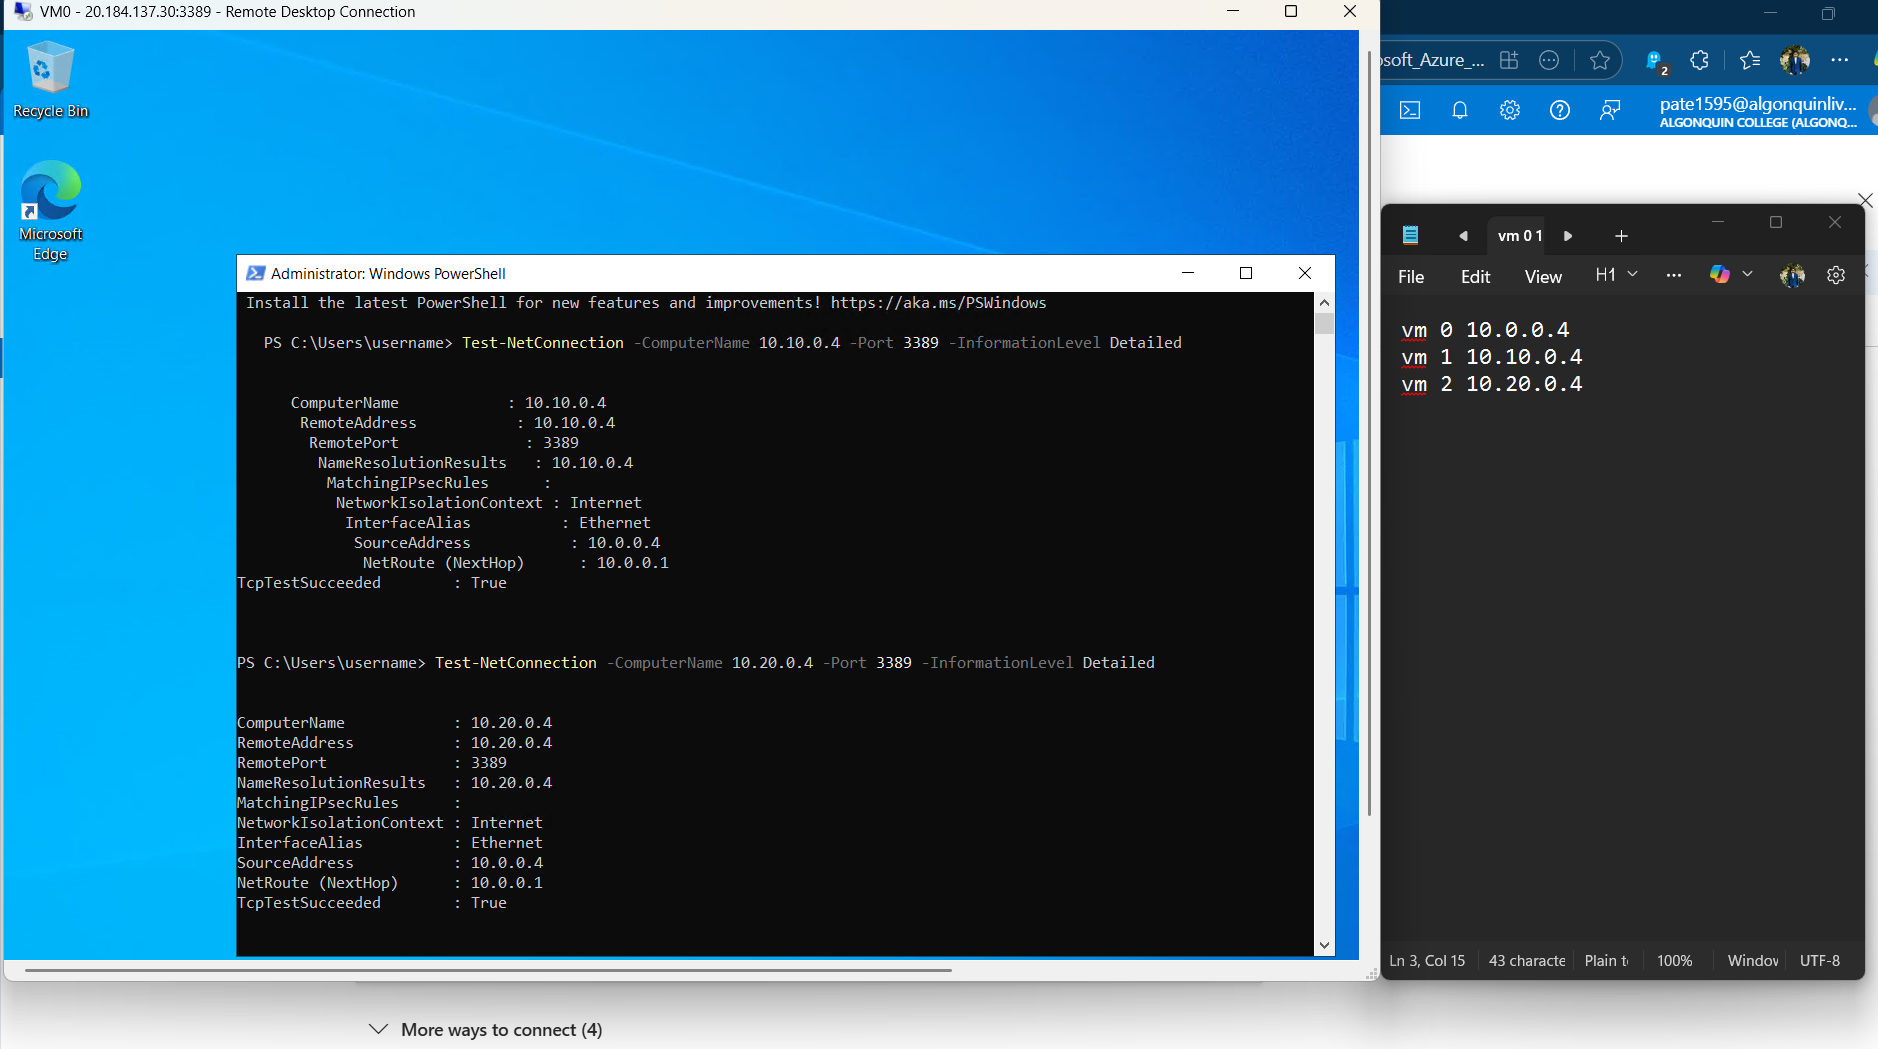 VM0 - 20.184.137.30:3389 - Remote Desktop Connection
Recycle Bin
Microsoft
Edge
Administrator: Windows PowerShell
Install the latest PowerShell for new features and improvements! https://aka.ms/PSWindows
PS C:\Users\username> Test-NetConnection -ComputerName 10.10.0.4 -Port 3389 -InformationLevel Detailed
ComputerName : 10.10.0.4
RemoteAddress : 10.10.0.4
RemotePort : 3389
NameResolutionResults : 10.10.0.4
MatchingIPsecRules :
NetworkIsolationContext : Internet
InterfaceAlias : Ethernet
SourceAddress : 10.0.0.4
NetRoute (NextHop) : 10.0.0.1
TcpTestSucceeded : True
PS C:\Users\username> Test-NetConnection -ComputerName 10.20.0.4 -Port 3389 -InformationLevel Detailed
ComputerName : 10.20.0.4
RemoteAddress : 10.20.0.4
RemotePort : 3389
NameResolutionResults : 10.20.0.4
MatchingIPsecRules :
NetworkIsolationContext : Internet
InterfaceAlias : Ethernet
SourceAddress : 10.0.0.4
NetRoute (NextHop) : 10.0.0.1
TcpTestSucceeded : True
More ways to connect (4)
osoft_Azure_...
2
pate1595@algonquinliv...
ALGONQUIN COLLEGE (ALGONQ...
vm 0 1
File Edit View H1 ...
vm 0 10.0.0.4
vm 1 10.10.0.4
vm 2 10.20.0.4
Ln 3, Col 15 43 characte Plain t 100% Window UTF-8